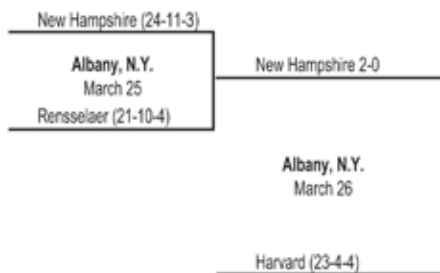 New Hampshire (24-11-3)
Albany, N.Y.
March 25
New Hampshire 2-0
Rensselaer (21-10-4)
Albany, N.Y.
March 26
Harvard (23-4-4)